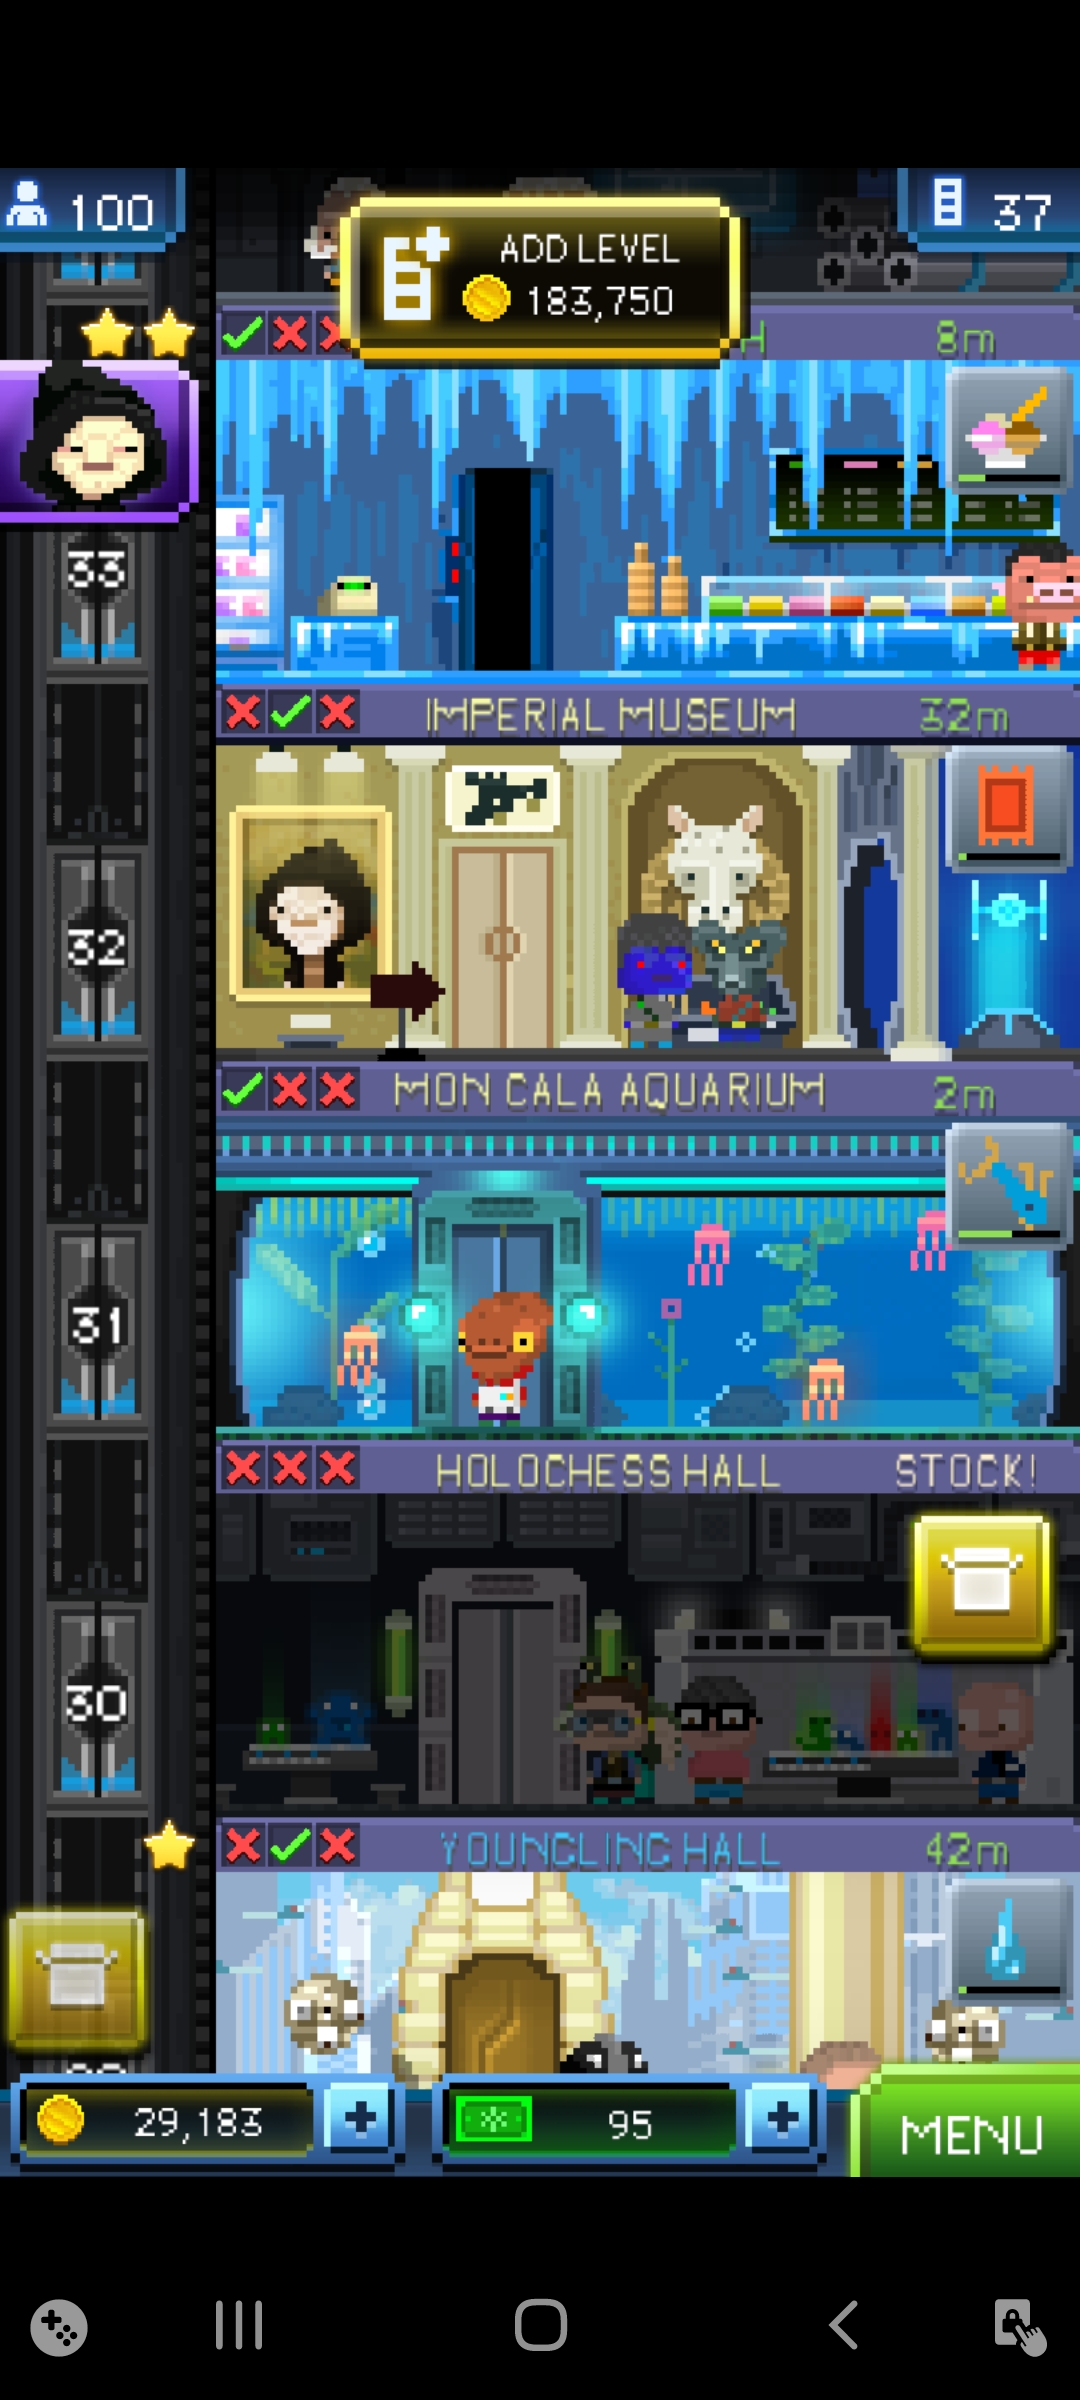 100
ADD LEVEL
183,750
37
H
8m
33
IMPERIAL MUSEUM
32m
32
MON CALA AQUARIUM
2m
31
HOLOCHESS HALL
STOCK!
30
YOUNGLING HALL
42m
29,183
+
95
+
MENU